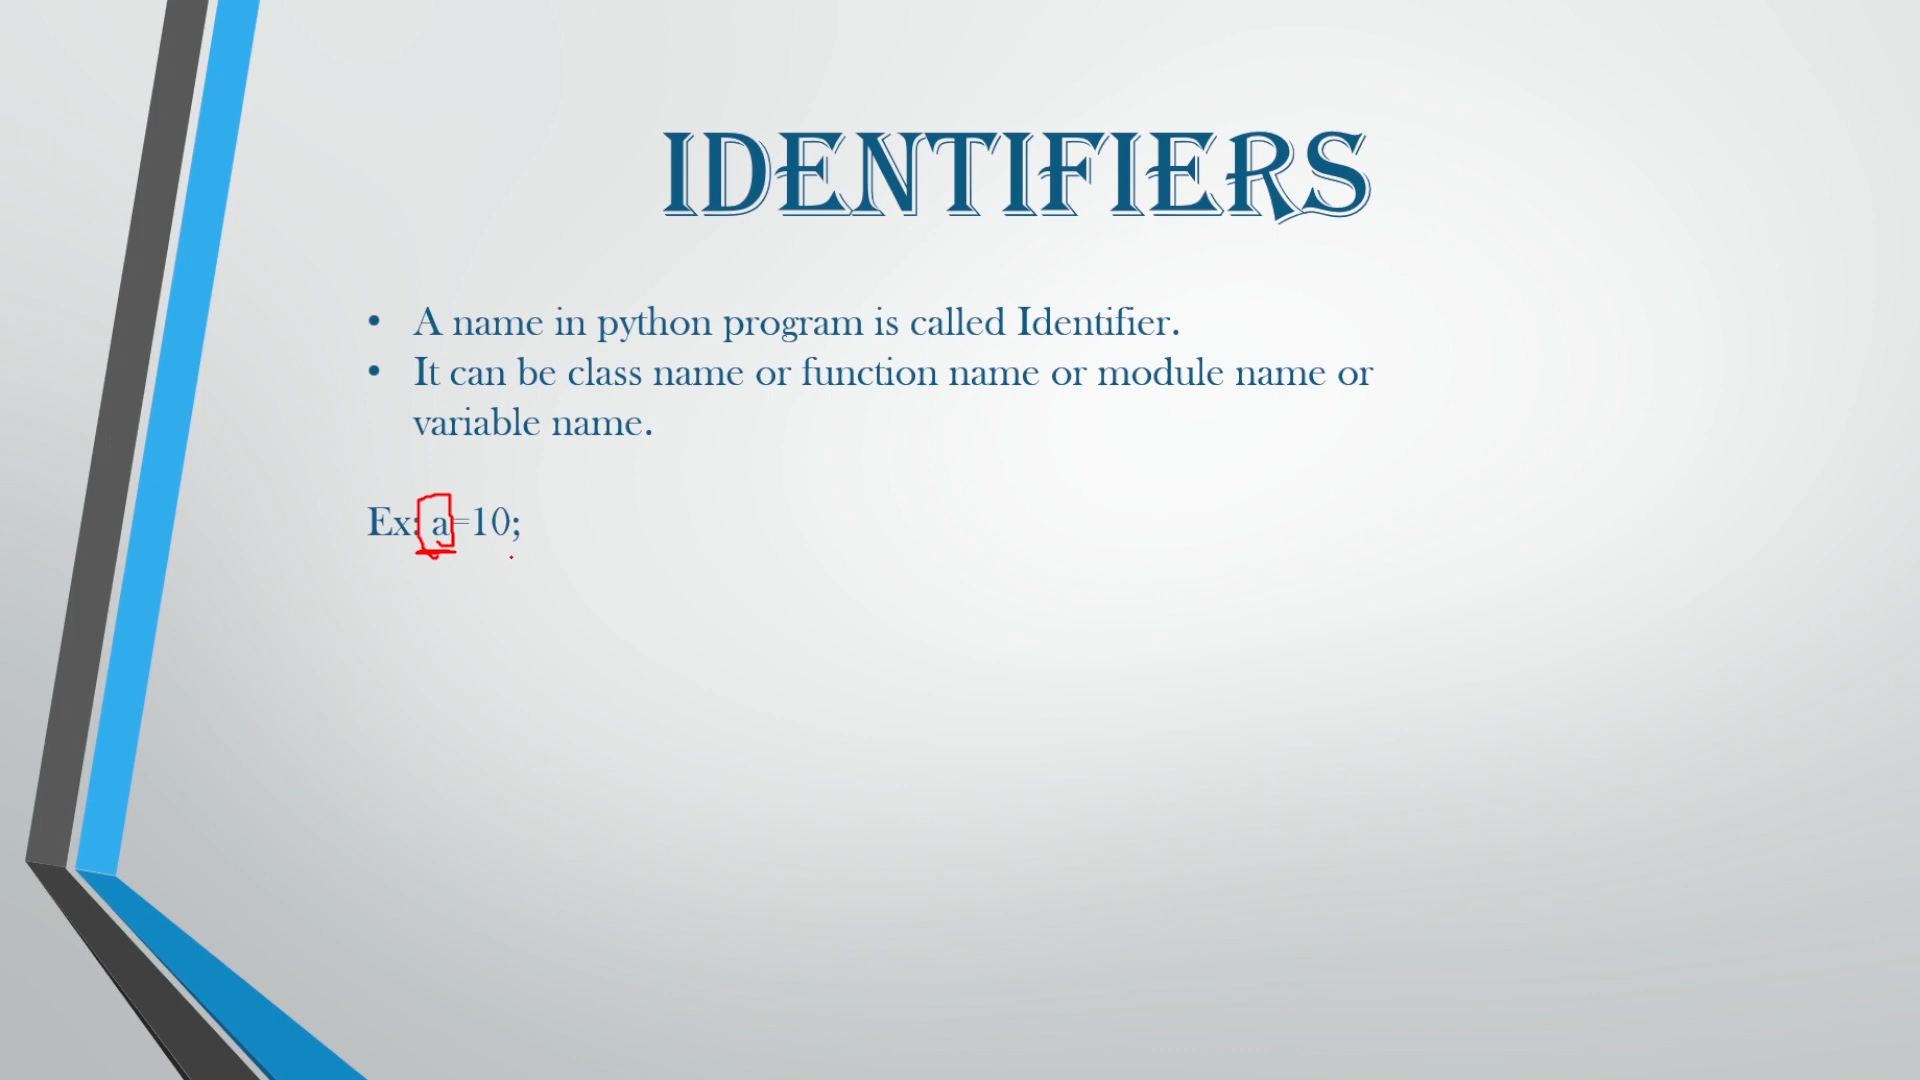 IDENTIFIERS
• A name in python program is called Identifier.
• It can be class name or function name or module name or
variable name.
Ex: a=10;